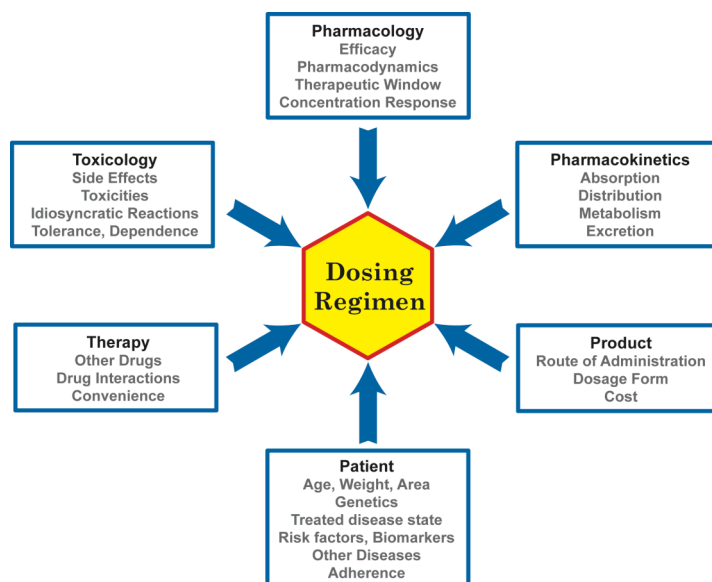 Pharmacology
Efficacy
Pharmacodynamics
Therapeutic Window
Concentration Response
Toxicology
Side Effects
Toxicities
Idiosyncratic Reactions
Tolerance, Dependence
Pharmacokinetics
Absorption
Distribution
Metabolism
Excretion
Dosing
Regimen
Therapy
Other Drugs
Drug Interactions
Convenience
Product
Route of Administration
Dosage Form
Cost
Patient
Age, Weight, Area
Genetics
Treated disease state
Risk factors, Biomarkers
Other Diseases
Adherence